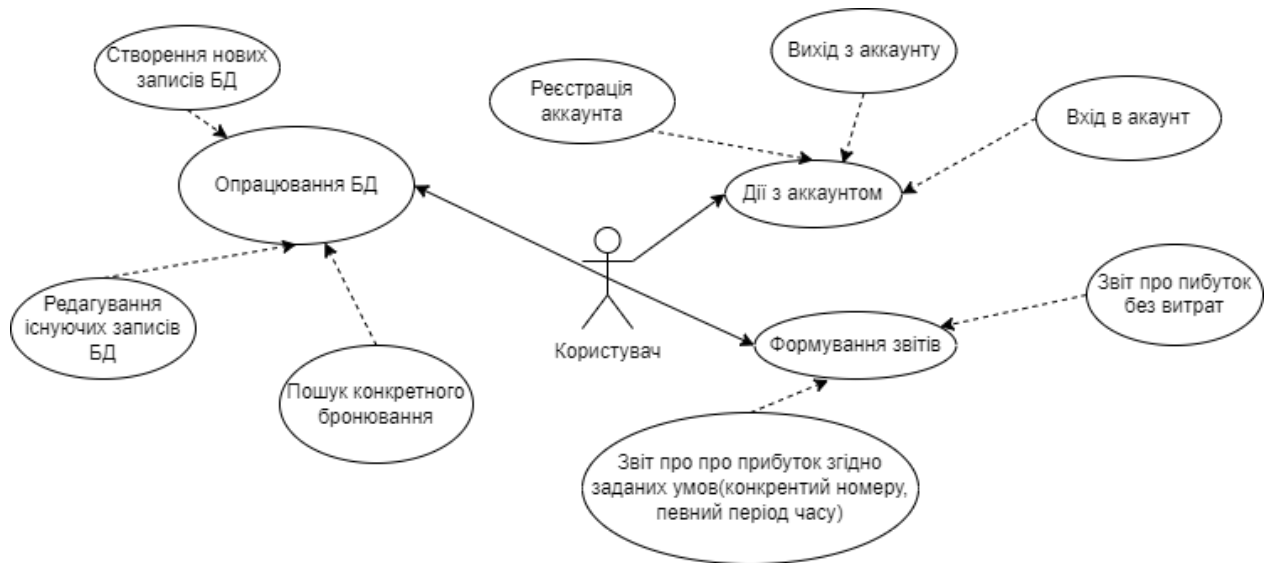 Створення нових
записів БД
Вихід з аккаунту
Реєстрація
аккаунта
Вхід в акаунт
Опрацювання БД
Дії з аккаунтом
Редагування
існуючих записів
БД
Користувач
Звіт про пибуток
без витрат
Формування звітів
Пошук конкретного
бронювання
Звіт про про прибуток згідно
заданих умов(конкрентий номеру,
певний період часу)